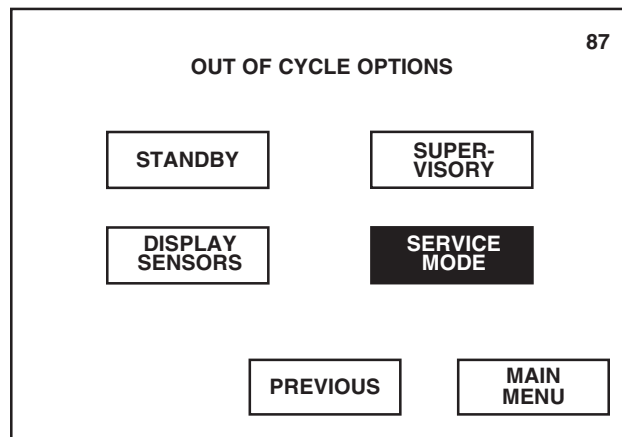 87
OUT OF CYCLE OPTIONS
STANDBY
SUPER-
VISORY
DISPLAY
SENSORS
SERVICE
MODE
PREVIOUS
MAIN
MENU